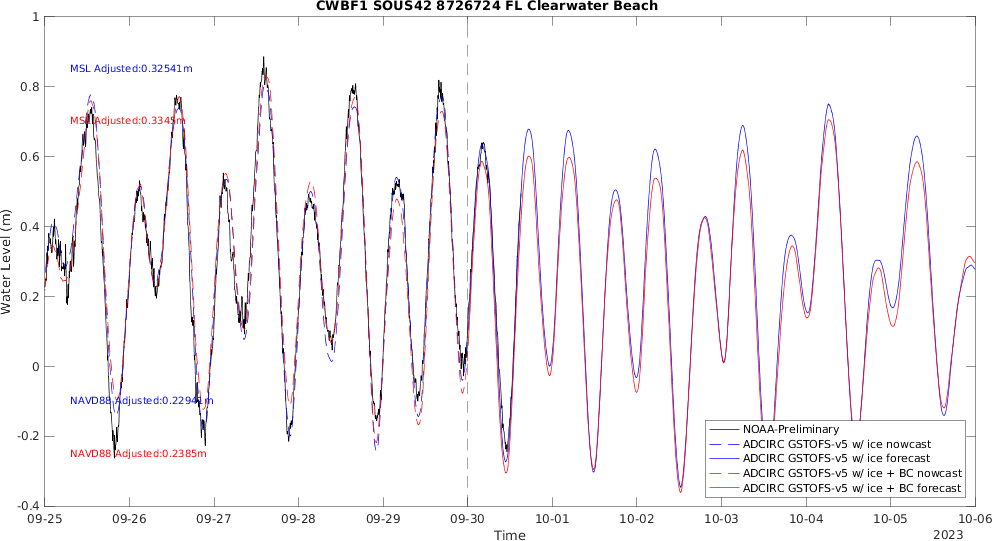 CWBF1 SOUS42 8726724 FL Clearwater Beach
1
0.8
0.6
0.4
0.2
0
-0.2
-0.4
Water Level (m)
MSL Adjusted:0.32541m
MSL Adjusted:0.3345m
NAVD88 Adjusted:0.22941m
NAVD88 Adjusted:0.2385m
NOAA-Preliminary
ADCIRC GSTOFS-v5 w/ ice nowcast
ADCIRC GSTOFS-v5 w/ ice forecast
ADCIRC GSTOFS-v5 w/ ice + BC nowcast
ADCIRC GSTOFS-v5 w/ ice + BC forecast
09-25 09-26 09-27 09-28 09-29 09-30 10-01 10-02 10-03 10-04 10-05 10-06
Time
2023